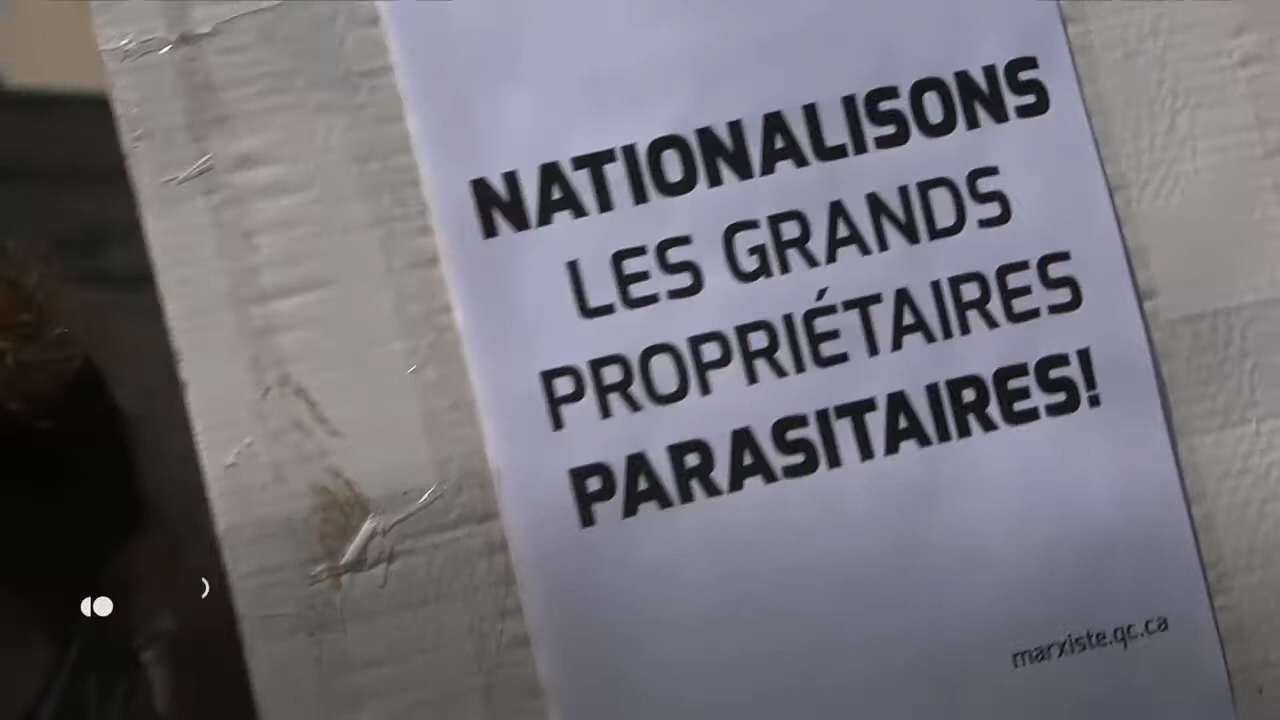 NATIONALISONS
LES GRANDS
PROPRIÉTAIRES
PARASITAIRES!
marxiste.qc.ca